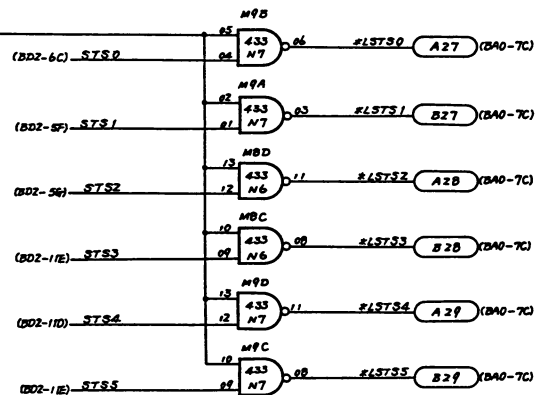 M9B
05 433 06 *LSTS0 A27 (BA0-7C)
(BD2-6C) STS0 04 N7
M9A
02 433 03 *LSTS1 B27 (BA0-7C)
(BD2-5F) STS1 01 N7
M8D
13 433 11 *LSTS2 A28 (BA0-7C)
(BD2-5G) STS2 12 N6
M8C
10 433 08 *LSTS3 B28 (BA0-7C)
(BD2-11E) STS3 09 N6
M9D
13 433 11 *LSTS4 A29 (BA0-7C)
(BD2-11D) STS4 12 N7
M9C
10 433 08 *LSTS5 B29 (BA0-7C)
(BD2-11E) STS5 09 N7